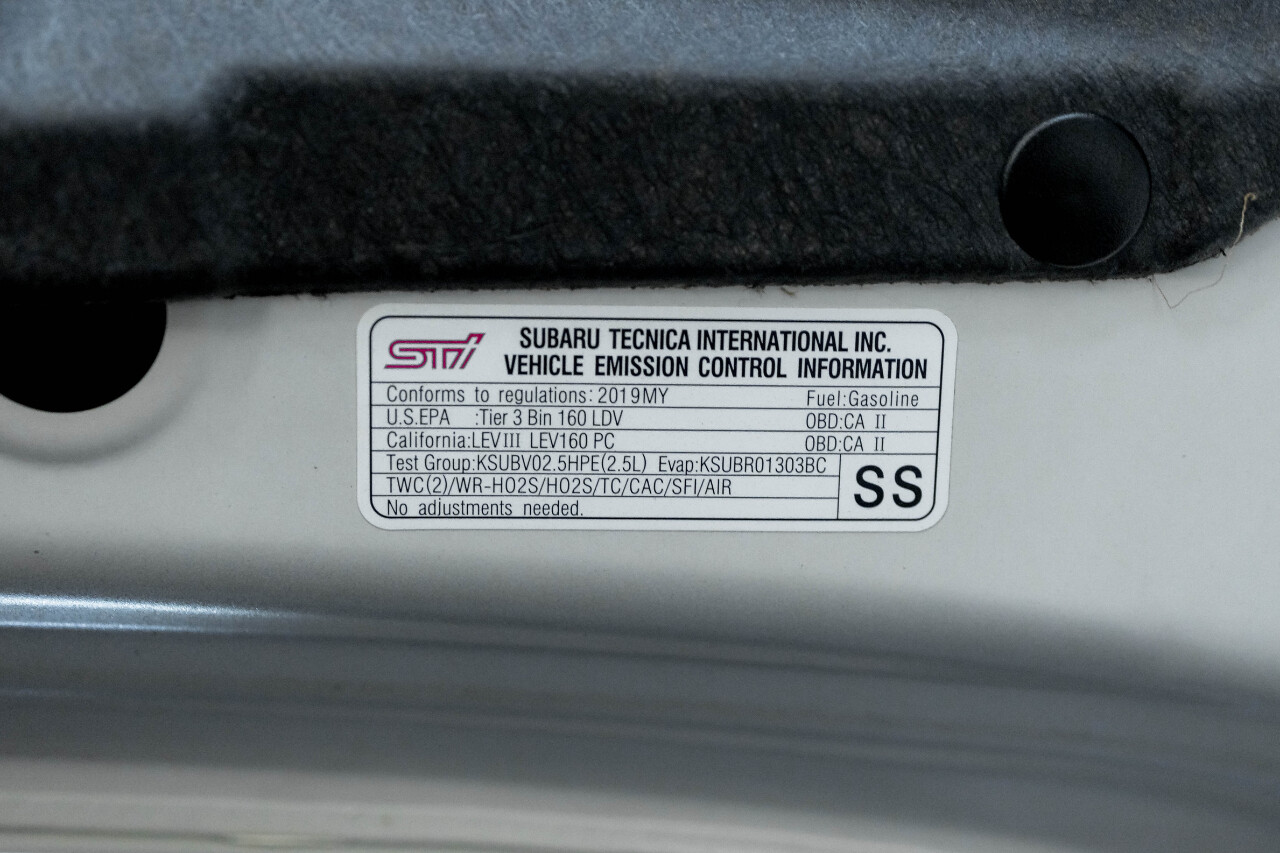 STI
SUBARU TECNICA INTERNATIONAL INC.
VEHICLE EMISSION CONTROL INFORMATION
Conforms to regulations: 2019MY Fuel:Gasoline
U.S.EPA :Tier 3 Bin 160 LDV OBD:CA II
California:LEVIII LEV160 PC OBD:CA II
Test Group:KSUBV02.5HPE(2.5L) Evap:KSUBR01303BC
TWC(2)/WR-HO2S/HO2S/TC/CAC/SFI/AIR
SS
No adjustments needed.